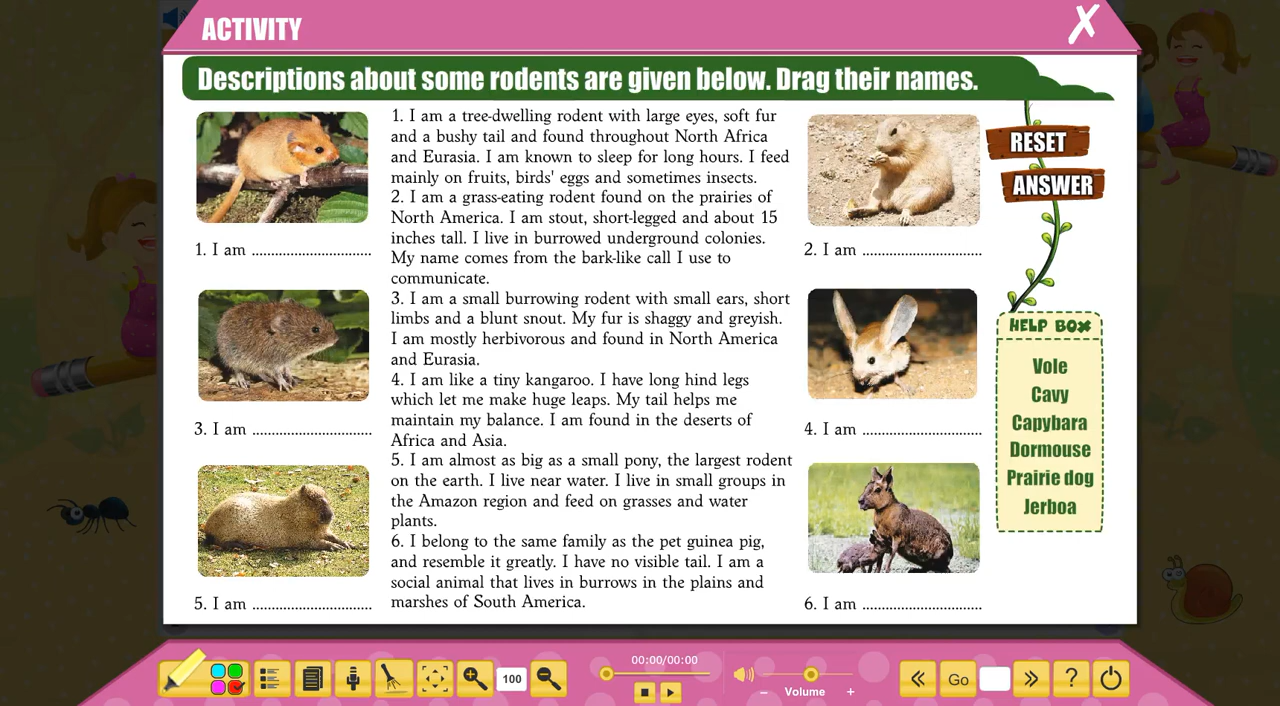 ACTIVITY
X
Descriptions about some rodents are given below. Drag their names.
1. I am a tree-dwelling rodent with large eyes, soft fur
and a bushy tail and found throughout North Africa
and Eurasia. I am known to sleep for long hours. I feed
mainly on fruits, birds' eggs and sometimes insects.
2. I am a grass-eating rodent found on the prairies of
North America. I am stout, short-legged and about 15
inches tall. I live in burrowed underground colonies.
My name comes from the bark-like call I use to
communicate.
3. I am a small burrowing rodent with small ears, short
limbs and a blunt snout. My fur is shaggy and greyish.
I am mostly herbivorous and found in North America
and Eurasia.
4. I am like a tiny kangaroo. I have long hind legs
which let me make huge leaps. My tail helps me
maintain my balance. I am found in the deserts of
Africa and Asia.
5. I am almost as big as a small pony, the largest rodent
on the earth. I live near water. I live in small groups in
the Amazon region and feed on grasses and water
plants.
6. I belong to the same family as the pet guinea pig,
and resemble it greatly. I have no visible tail. I am a
social animal that lives in burrows in the plains and
marshes of South America.
1. I am ..............................
2. I am ..............................
3. I am ..............................
4. I am ..............................
5. I am ..............................
6. I am ..............................
RESET
ANSWER
HELP BOX
Vole
Cavy
Capybara
Dormouse
Prairie dog
Jerboa
100
00:00/00:00
− Volume +
Go
?